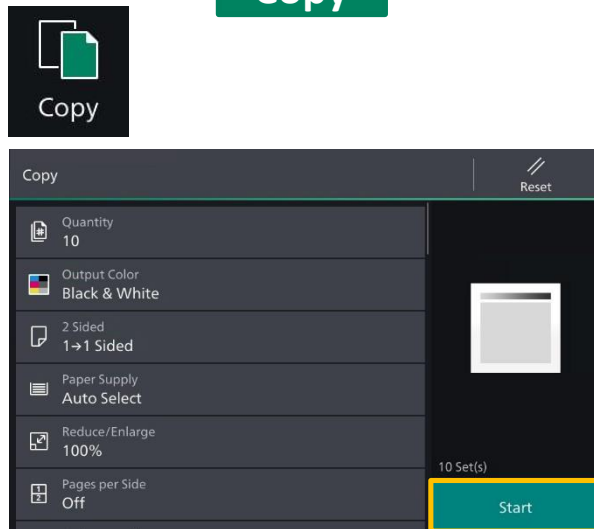 Copy
Copy
Copy
Reset
Quantity
10
Output Color
Black & White
2 Sided
1→1 Sided
Paper Supply
Auto Select
Reduce/Enlarge
100%
Pages per Side
Off
10 Set(s)
Start